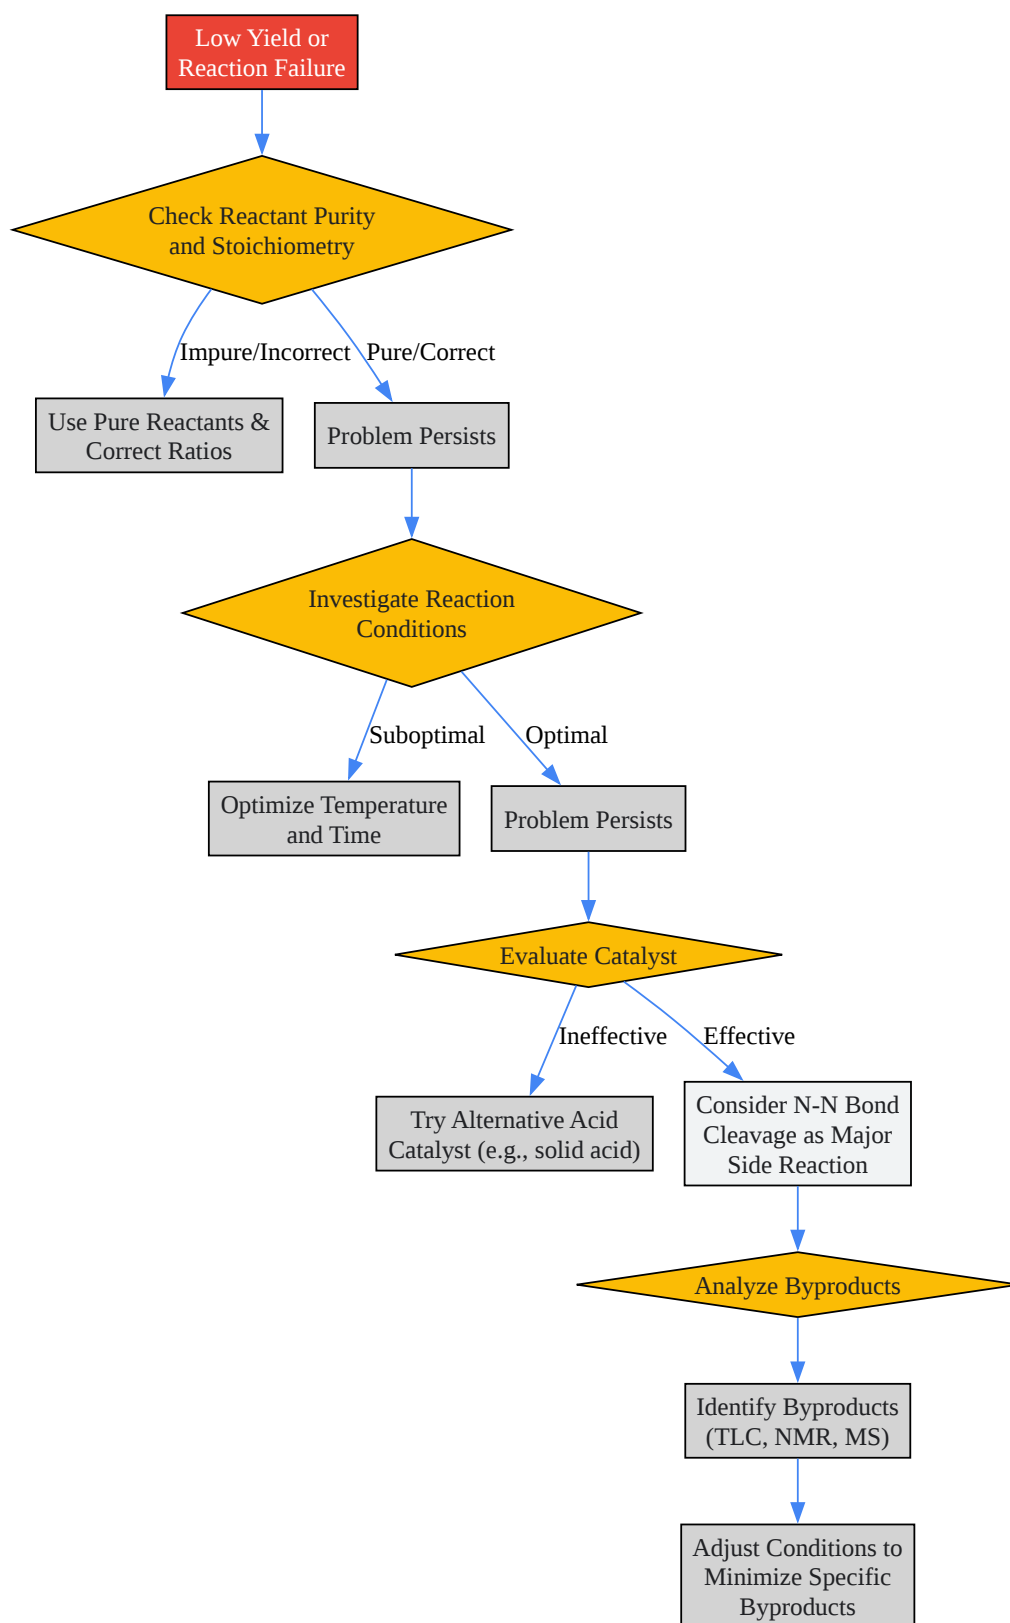 Low Yield or
Reaction Failure
Check Reactant Purity
and Stoichiometry
Impure/Incorrect
Pure/Correct
Use Pure Reactants &
Correct Ratios
Problem Persists
Investigate Reaction
Conditions
Suboptimal
Optimal
Optimize Temperature
and Time
Problem Persists
Evaluate Catalyst
Ineffective
Effective
Try Alternative Acid
Catalyst (e.g., solid acid)
Consider N-N Bond
Cleavage as Major
Side Reaction
Analyze Byproducts
Identify Byproducts
(TLC, NMR, MS)
Adjust Conditions to
Minimize Specific
Byproducts